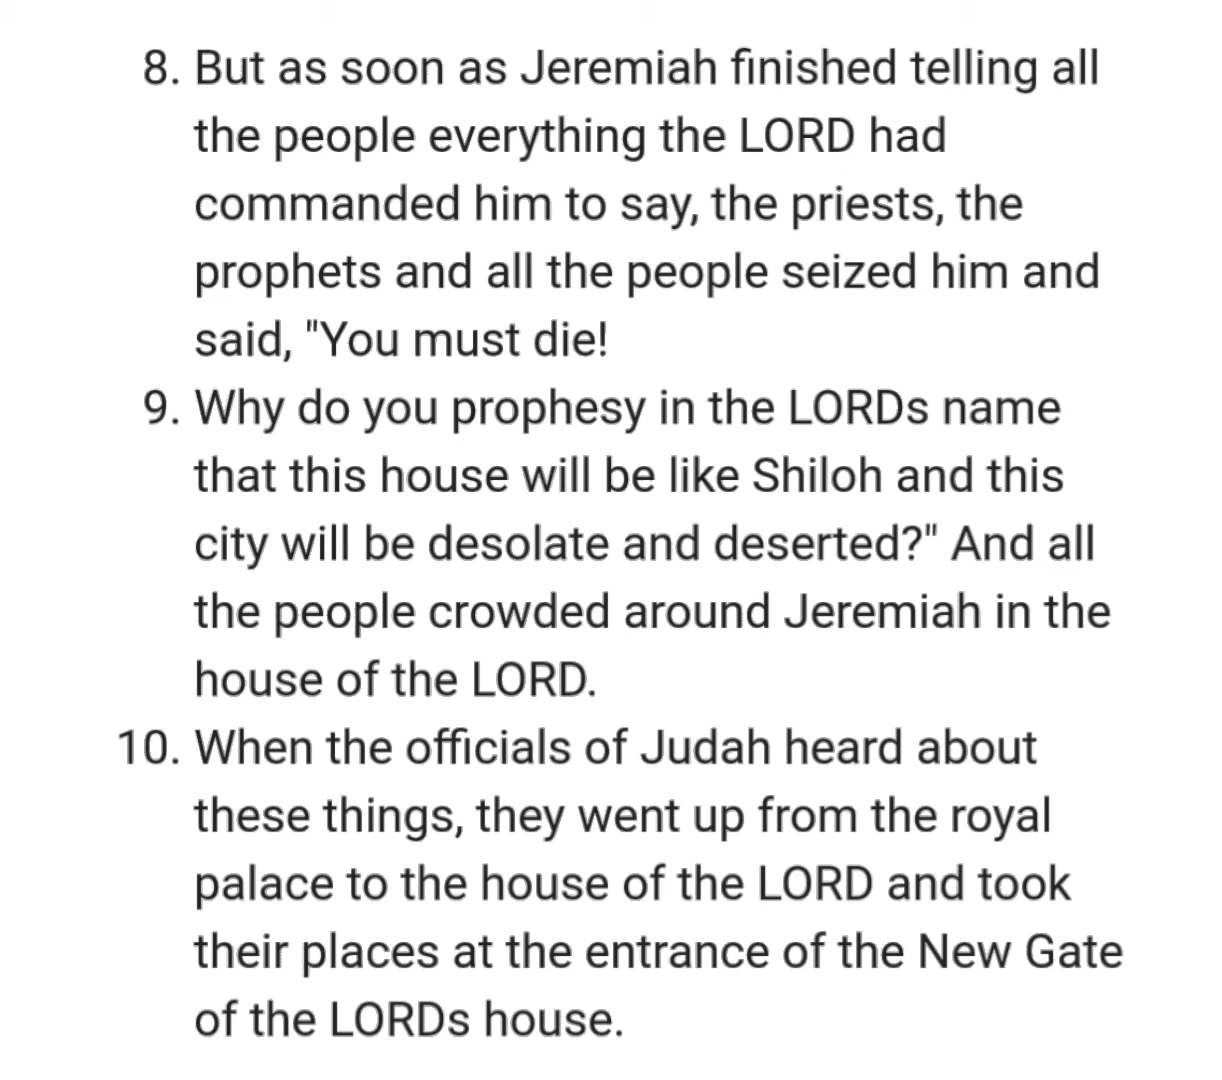 8. But as soon as Jeremiah finished telling all
the people everything the LORD had
commanded him to say, the priests, the
prophets and all the people seized him and
said, "You must die!
9. Why do you prophesy in the LORDs name
that this house will be like Shiloh and this
city will be desolate and deserted?" And all
the people crowded around Jeremiah in the
house of the LORD.
10. When the officials of Judah heard about
these things, they went up from the royal
palace to the house of the LORD and took
their places at the entrance of the New Gate
of the LORDs house.